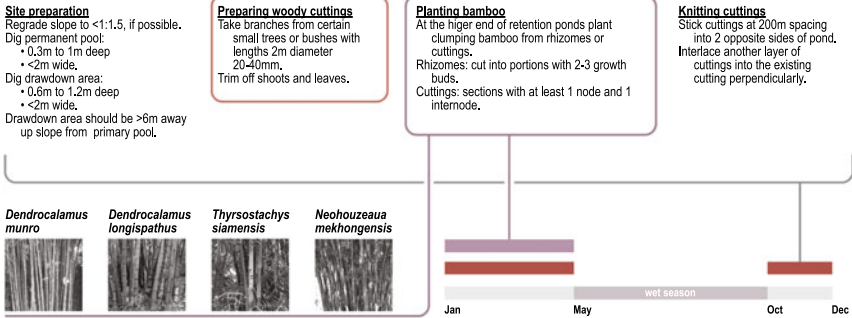 Site preparation
Regrade slope to <1:1.5, if possible.
Dig permanent pool:
• 0.3m to 1m deep
• <2m wide.
Dig drawdown area:
• 0.6m to 1.2m deep
• <2m wide.
Drawdown area should be >6m away
up slope from primary pool.
Preparing woody cuttings
Take branches from certain
small trees or bushes with
lengths 2m diameter
20-40mm.
Trim off shoots and leaves.
Planting bamboo
At the higer end of retention ponds plant
clumping bamboo from rhizomes or
cuttings.
Rhizomes: cut into portions with 2-3 growth
buds.
Cuttings: sections with at least 1 node and 1
internode.
Knitting cuttings
Stick cuttings at 200m spacing
into 2 opposite sides of pond.
Interlace another layer of
cuttings into the existing
cutting perpendicularly.
Dendrocalamus
munro
Dendrocalamus
longispathus
Thyrsostachys
siamensis
Neohouzeaua
mekhongensis
wet season
Jan May Oct Dec